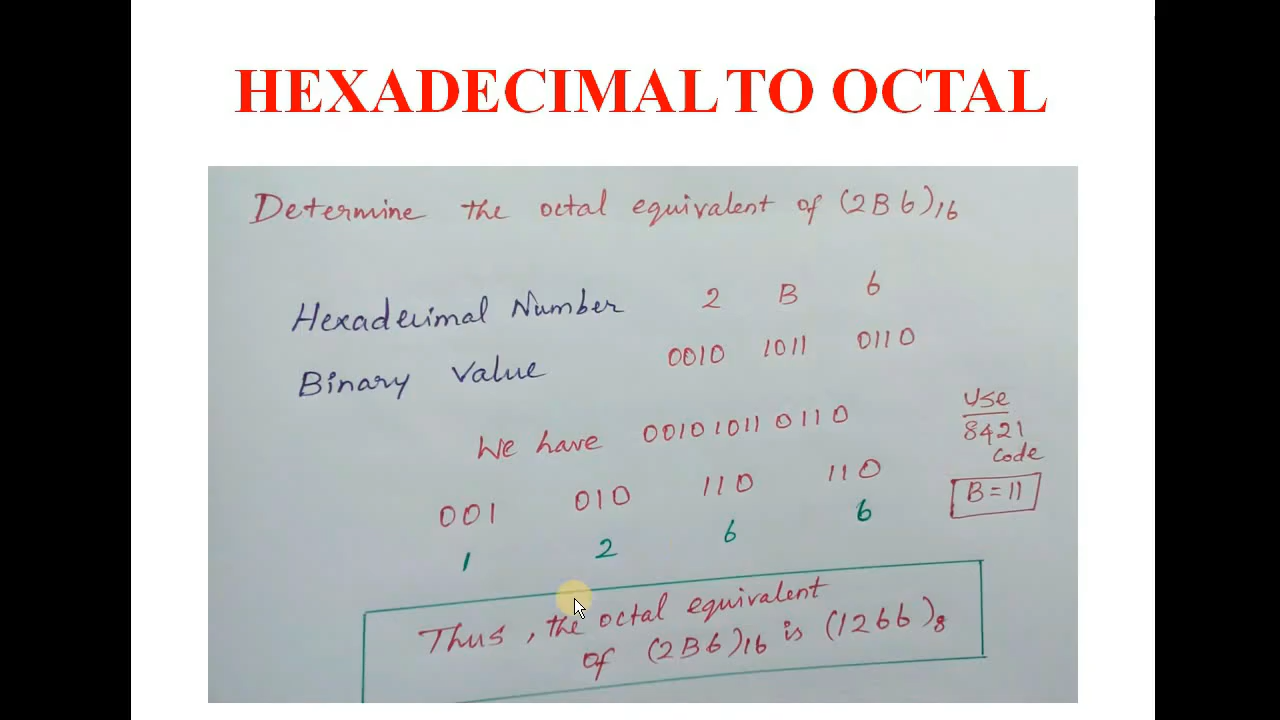 HEXADECIMAL TO OCTAL
Determine the octal equivalent of (2B6)16
Hexadecimal Number 2 B 6
Binary Value 0010 1011 0110
We have 0010 1011 0110
Use
8421
code
B = 11
001 010 110 110
1 2 6 6
Thus, the octal equivalent
of (2B6)16 is (1266)8